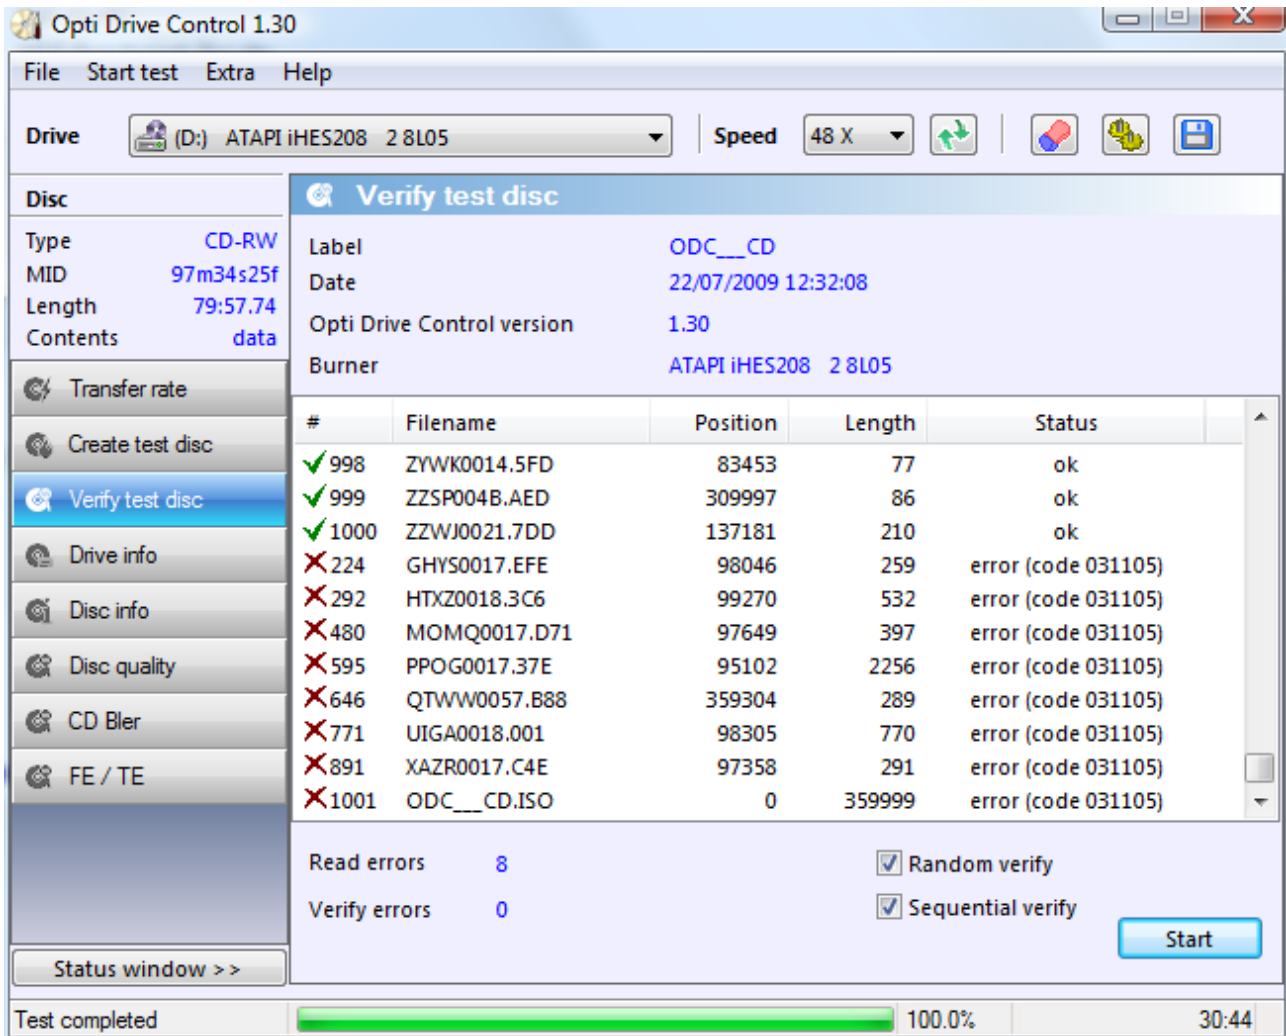 Opti Drive Control 1.30
File Start test Extra Help
Drive (D:) ATAPI iHES208 2 8L05 Speed 48 X
Disc
Type CD-RW
MID 97m34s25f
Length 79:57.74
Contents data
Transfer rate
Create test disc
Verify test disc
Drive info
Disc info
Disc quality
CD Bler
FE / TE
Status window >>
Verify test disc
Label ODC___CD
Date 22/07/2009 12:32:08
Opti Drive Control version 1.30
Burner ATAPI iHES208 2 8L05
# Filename Position Length Status
998 ZYWK0014.5FD 83453 77 ok
999 ZZSP004B.AED 309997 86 ok
1000 ZZWJ0021.7DD 137181 210 ok
224 GHYS0017.EFE 98046 259 error (code 031105)
292 HTXZ0018.3C6 99270 532 error (code 031105)
480 MOMQ0017.D71 97649 397 error (code 031105)
595 PPOG0017.37E 95102 2256 error (code 031105)
646 QTWW0057.B88 359304 289 error (code 031105)
771 UIGA0018.001 98305 770 error (code 031105)
891 XAZR0017.C4E 97358 291 error (code 031105)
1001 ODC___CD.ISO 0 359999 error (code 031105)
Read errors 8 Random verify
Verify errors 0 Sequential verify
Start
Test completed 100.0% 30:44